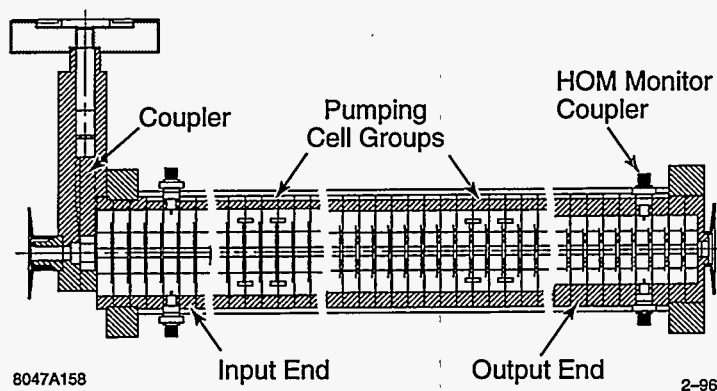 HOM Monitor
Coupler
Pumping
Cell Groups
Coupler
Input End
Output End
8047A158
2–96